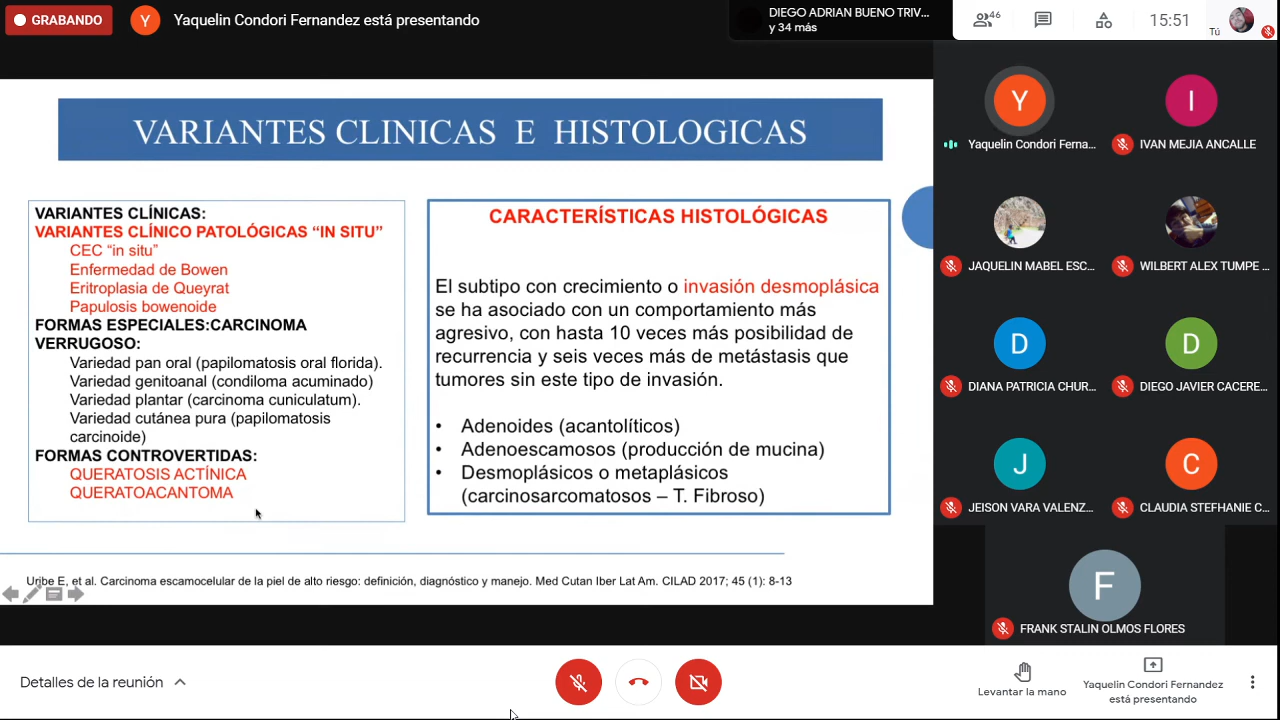 GRABANDO
Y
Yaquelin Condori Fernandez está presentando
DIEGO ADRIAN BUENO TRIV...
y 34 más
46
15:51
Tú
VARIANTES CLINICAS E HISTOLOGICAS
VARIANTES CLÍNICAS:
VARIANTES CLÍNICO PATOLÓGICAS “IN SITU”
CEC “in situ”
Enfermedad de Bowen
Eritroplasia de Queyrat
Papulosis bowenoide
FORMAS ESPECIALES:CARCINOMA
VERRUGOSO:
Variedad pan oral (papilomatosis oral florida).
Variedad genitoanal (condiloma acuminado)
Variedad plantar (carcinoma cuniculatum).
Variedad cutánea pura (papilomatosis
carcinoide)
FORMAS CONTROVERTIDAS:
QUERATOSIS ACTÍNICA
QUERATOACANTOMA
CARACTERÍSTICAS HISTOLÓGICAS
El subtipo con crecimiento o invasión desmoplásica
se ha asociado con un comportamiento más
agresivo, con hasta 10 veces más posibilidad de
recurrencia y seis veces más de metástasis que
tumores sin este tipo de invasión.
• Adenoides (acantolíticos)
• Adenoescamosos (producción de mucina)
• Desmoplásicos o metaplásicos
(carcinosarcomatosos – T. Fibroso)
Uribe E, et al. Carcinoma escamocelular de la piel de alto riesgo: definición, diagnóstico y manejo. Med Cutan Iber Lat Am. CILAD 2017; 45 (1): 8-13
Y
Yaquelin Condori Ferna...
I
IVAN MEJIA ANCALLE
JAQUELIN MABEL ESC...
WILBERT ALEX TUMPE ...
D
DIANA PATRICIA CHUR...
D
DIEGO JAVIER CACERE...
J
JEISON VARA VALENZ...
C
CLAUDIA STEFHANIE C...
F
FRANK STALIN OLMOS FLORES
Detalles de la reunión
Levantar la mano
Yaquelin Condori Fernandez
está presentando